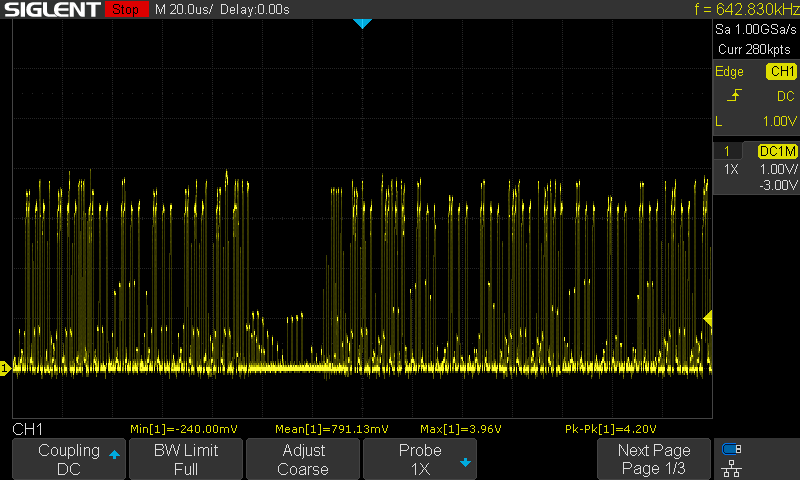 SIGLENT Stop M 20.0us/ Delay:0.00s f = 642.830kHz
Sa 1.00GSa/s
Curr 280kpts
Edge CH1
DC
L 1.00V
1 DC1M
1X 1.00V/
-3.00V
1
CH1 Min[1]=-240.00mV Mean[1]=791.13mV Max[1]=3.96V Pk-Pk[1]=4.20V
Coupling BW Limit Adjust Probe Next Page
DC Full Coarse 1X Page 1/3